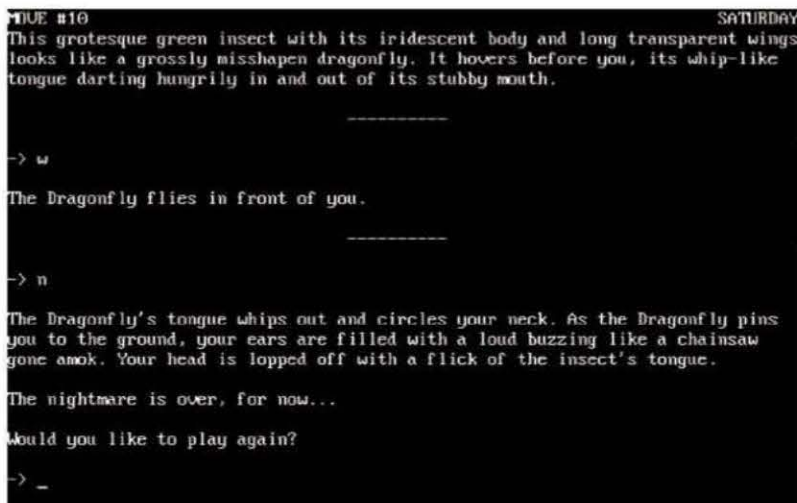 MOVE #10 SATURDAY
This grotesque green insect with its iridescent body and long transparent wings
looks like a grossly misshapen dragonfly. It hovers before you, its whip-like
tongue darting hungrily in and out of its stubby mouth.
----------
-> w
The Dragonfly flies in front of you.
----------
-> n
The Dragonfly's tongue whips out and circles your neck. As the Dragonfly pins
you to the ground, your ears are filled with a loud buzzing like a chainsaw
gone amok. Your head is lopped off with a flick of the insect's tongue.
The nightmare is over, for now...
Would you like to play again?
-> _